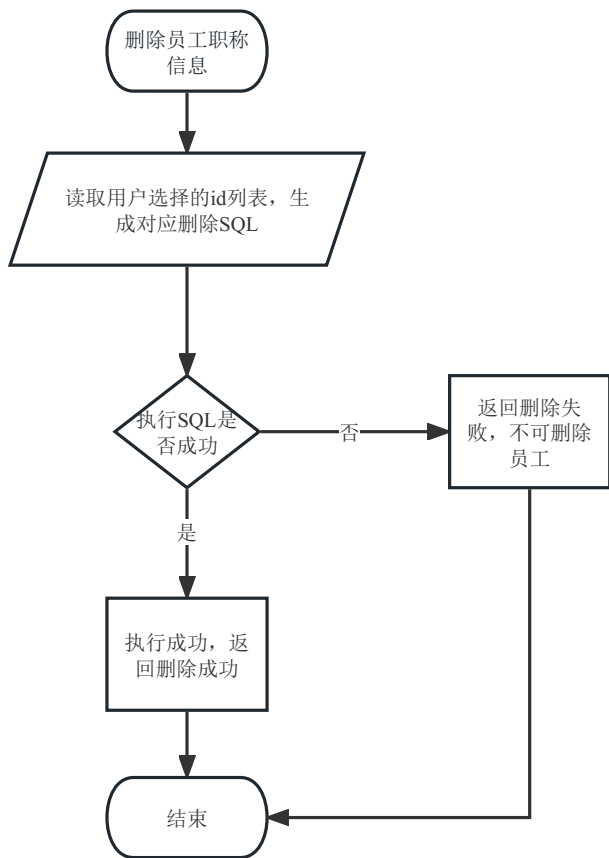 删除员工职称
信息
读取用户选择的id列表，生
成对应删除SQL
执行SQL是
否成功
否
返回删除失
败，不可删除
员工
是
执行成功，返
回删除成功
结束